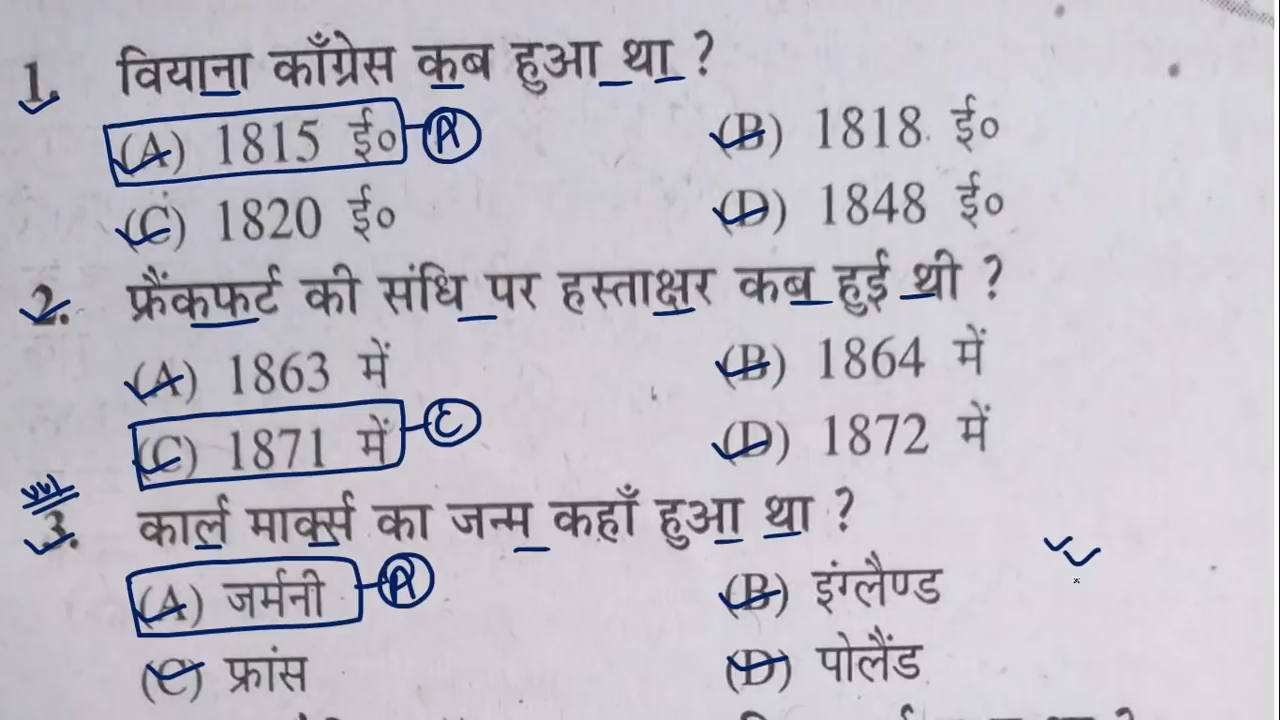 1. वियाना काँग्रेस कब हुआ था ?
(A) 1815 ई० A (B) 1818 ई०
(C) 1820 ई० (D) 1848 ई०
2. फ्रैंकफर्ट की संधि पर हस्ताक्षर कब हुई थी ?
(A) 1863 में (B) 1864 में
(C) 1871 में C (D) 1872 में
3. कार्ल मार्क्स का जन्म कहाँ हुआ था ?
(A) जर्मनी A (B) इंग्लैण्ड
(C) फ्रांस (D) पोलैंड